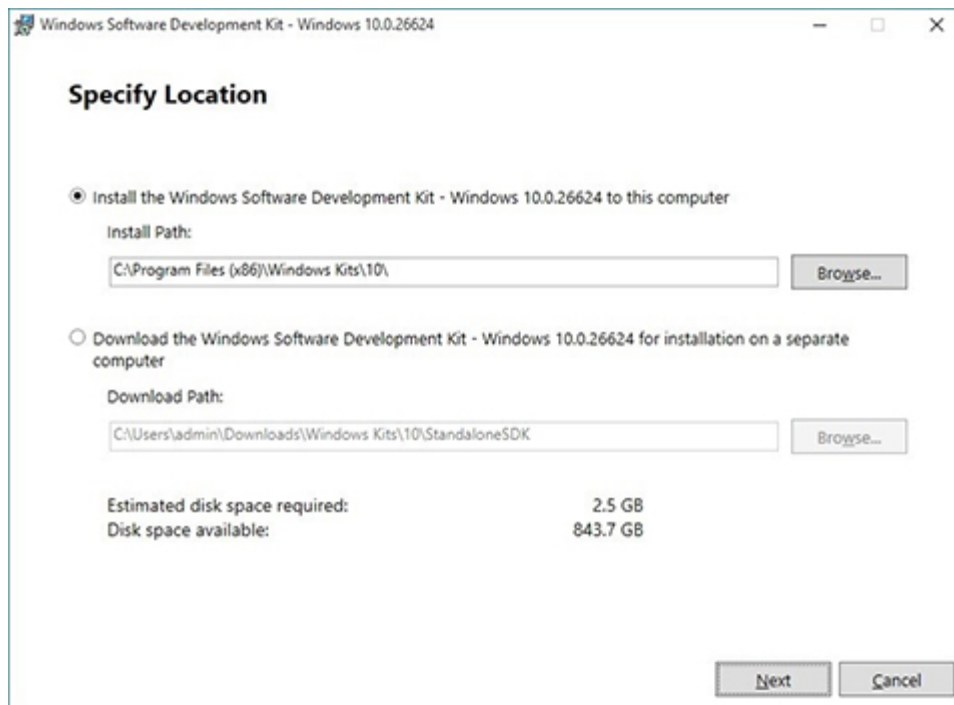 Windows Software Development Kit - Windows 10.0.26624
Specify Location
Install the Windows Software Development Kit - Windows 10.0.26624 to this computer
Install Path:
C:\Program Files (x86)\Windows Kits\10\
Browse...
Download the Windows Software Development Kit - Windows 10.0.26624 for installation on a separate
computer
Download Path:
C:\Users\admin\Downloads\Windows Kits\10\StandaloneSDK
Browse...
Estimated disk space required: 2.5 GB
Disk space available: 843.7 GB
Next Cancel